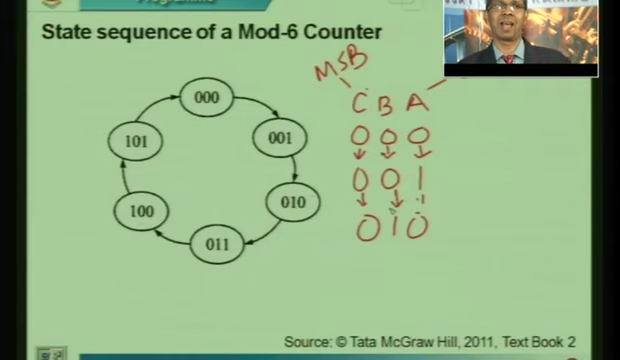 Programme
State sequence of a Mod-6 Counter
MSB
C B A
0 0 0
0 0 1
0 1 0
000
001
010
011
100
101
Source: © Tata McGraw Hill, 2011, Text Book 2